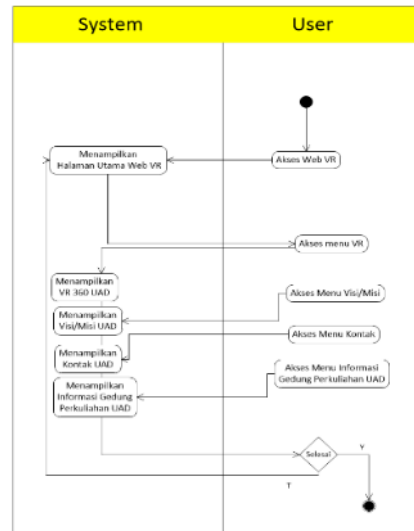 System
User
Menampilkan
Halaman Utama Web VR
Akses Web VR
Akses menu VR
Menampilkan
VR 360 UAD
Akses Menu Visi/Misi
Menampilkan
Visi/Misi UAD
Akses Menu Kontak
Menampilkan
Kontak UAD
Akses Menu Informasi
Gedung Perkuliahan UAD
Menampilkan
Informasi Gedung
Perkuliahan UAD
Selesai
Y
T